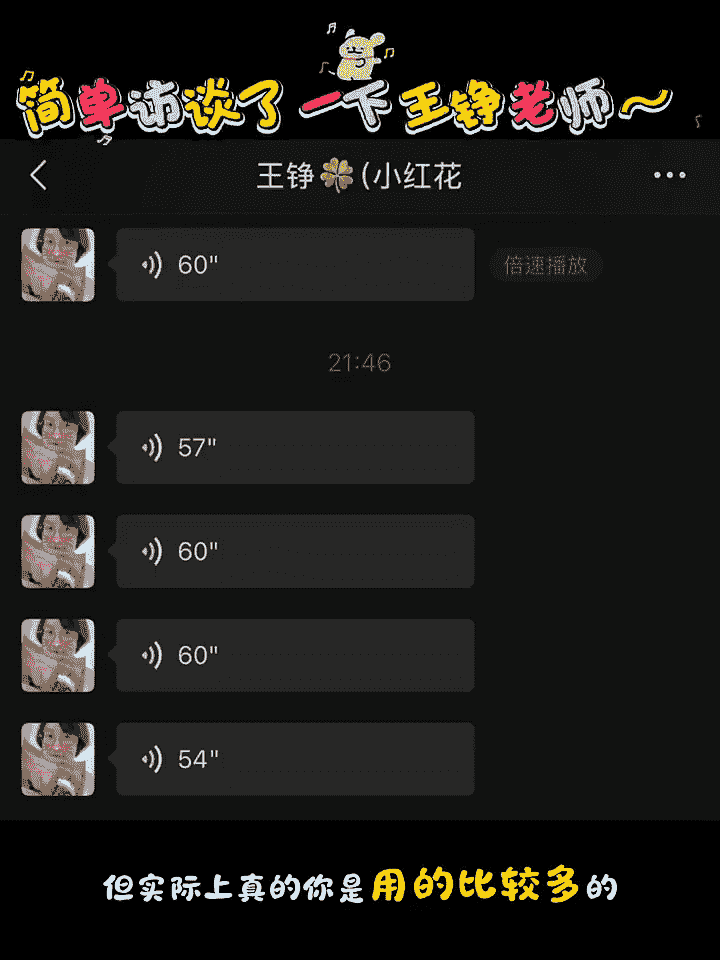 简单访谈了一下王铮老师～
王铮🍀(小红花
60"
倍速播放
21:46
57"
60"
60"
54"
但实际上真的你是用的比较多的